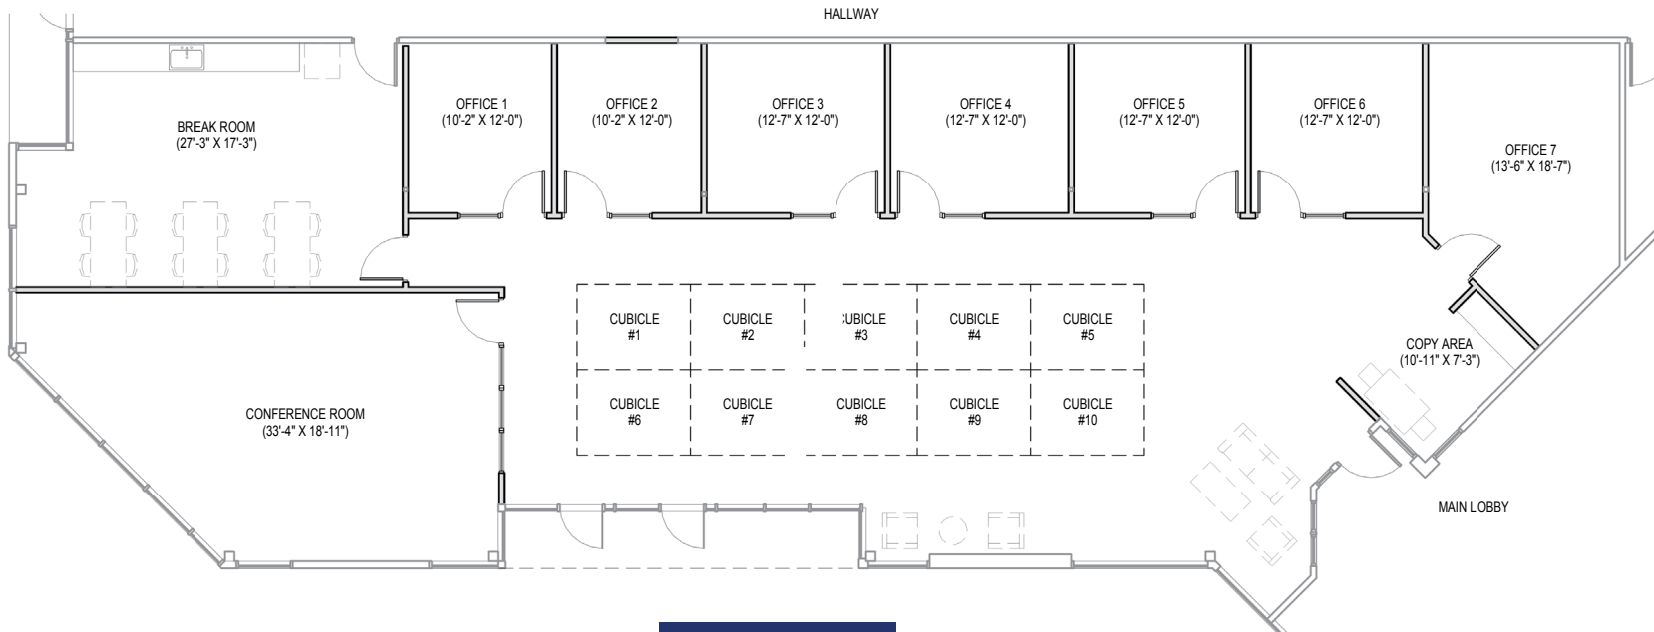 HALLWAY
BREAK ROOM
(27'-3" X 17'-3")
OFFICE 1
(10'-2" X 12'-0")
OFFICE 2
(10'-2" X 12'-0")
OFFICE 3
(12'-7" X 12'-0")
OFFICE 4
(12'-7" X 12'-0")
OFFICE 5
(12'-7" X 12'-0")
OFFICE 6
(12'-7" X 12'-0")
OFFICE 7
(13'-6" X 18'-7")
CUBICLE
#1
CUBICLE
#2
CUBICLE
#3
CUBICLE
#4
CUBICLE
#5
COPY AREA
(10'-11" X 7'-3")
CONFERENCE ROOM
(33'-4" X 18'-11")
CUBICLE
#6
CUBICLE
#7
CUBICLE
#8
CUBICLE
#9
CUBICLE
#10
MAIN LOBBY